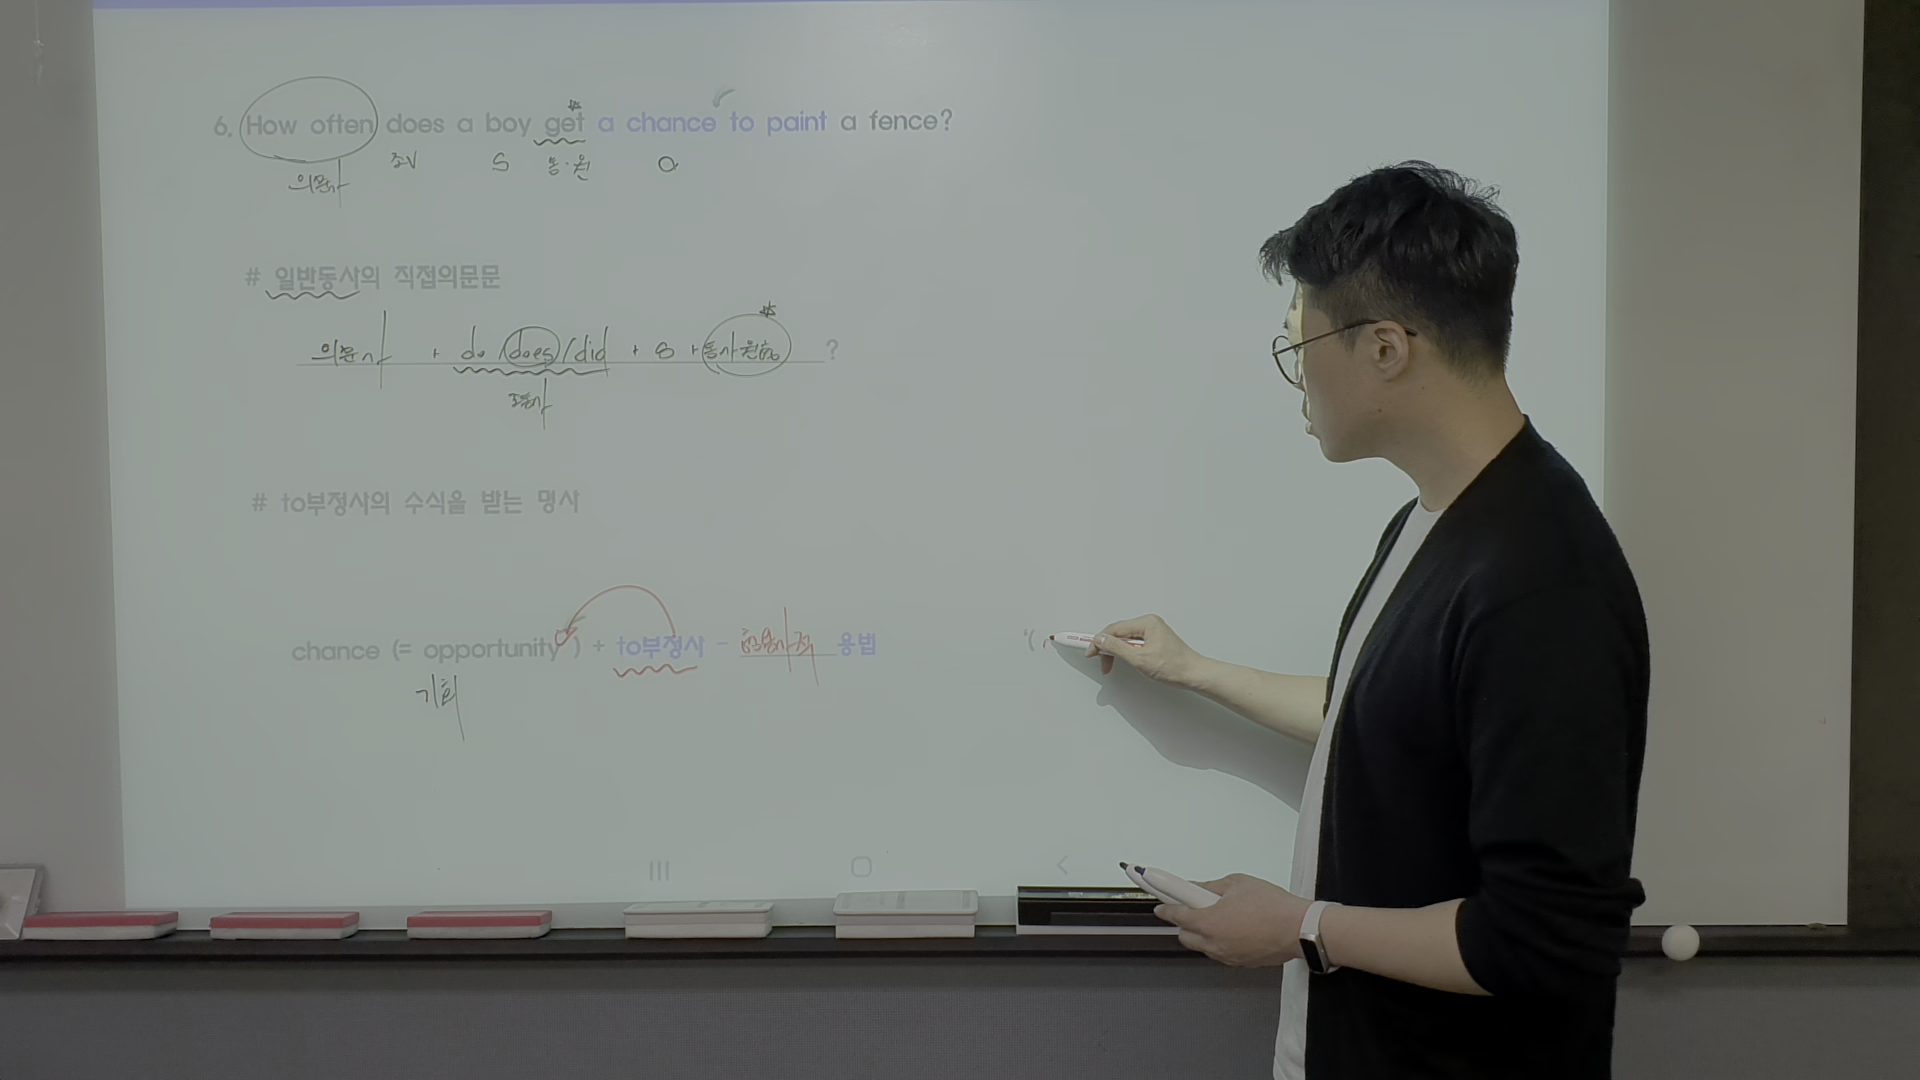 6. How often does a boy get a chance to paint a fence?
의문사 조V S 동·원 O
# 일반동사의 직접의문문
의문사 + do/does/did + S + 동사원형 ?
조동사
# to부정사의 수식을 받는 명사
chance (= opportunity) + to부정사 - 형용사적 용법
기회